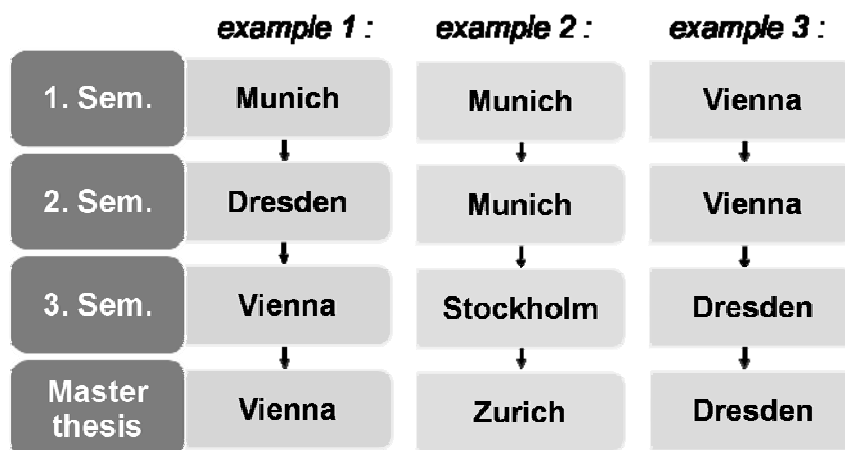 example 1 : example 2 : example 3 :
1. Sem. Munich Munich Vienna
2. Sem. Dresden Munich Vienna
3. Sem. Vienna Stockholm Dresden
Master
thesis Vienna Zurich Dresden